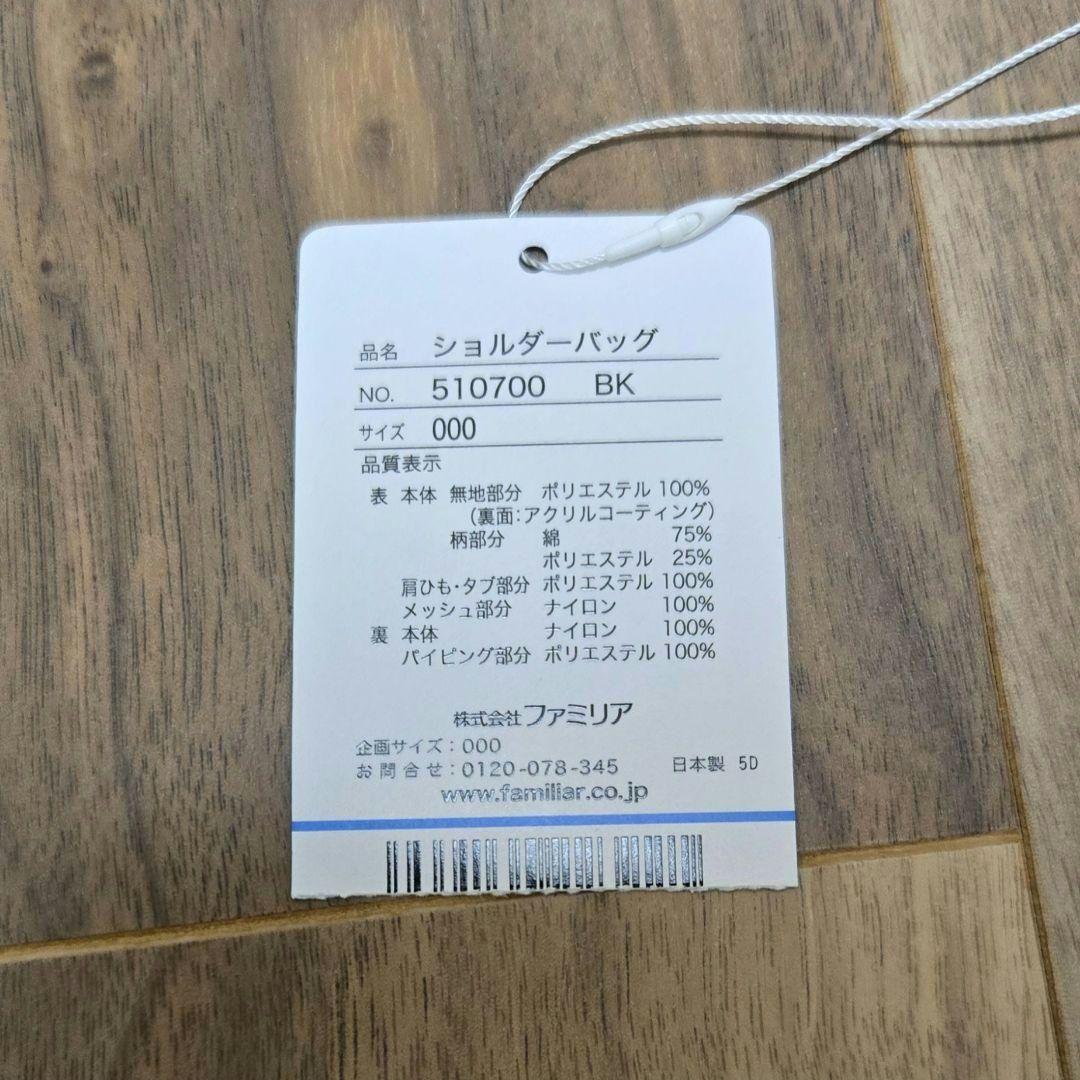 品名 ショルダーバッグ
NO. 510700 BK
サイズ 000
品質表示
表 本体 無地部分 ポリエステル 100%
(裏面:アクリルコーティング)
柄部分 綿 75%
ポリエステル 25%
肩ひも・タブ部分 ポリエステル 100%
メッシュ部分 ナイロン 100%
裏 本体 ナイロン 100%
パイピング部分 ポリエステル 100%
株式会社ファミリア
企画サイズ:000
お問合せ:0120-078-345 日本製 5D
www.familiar.co.jp